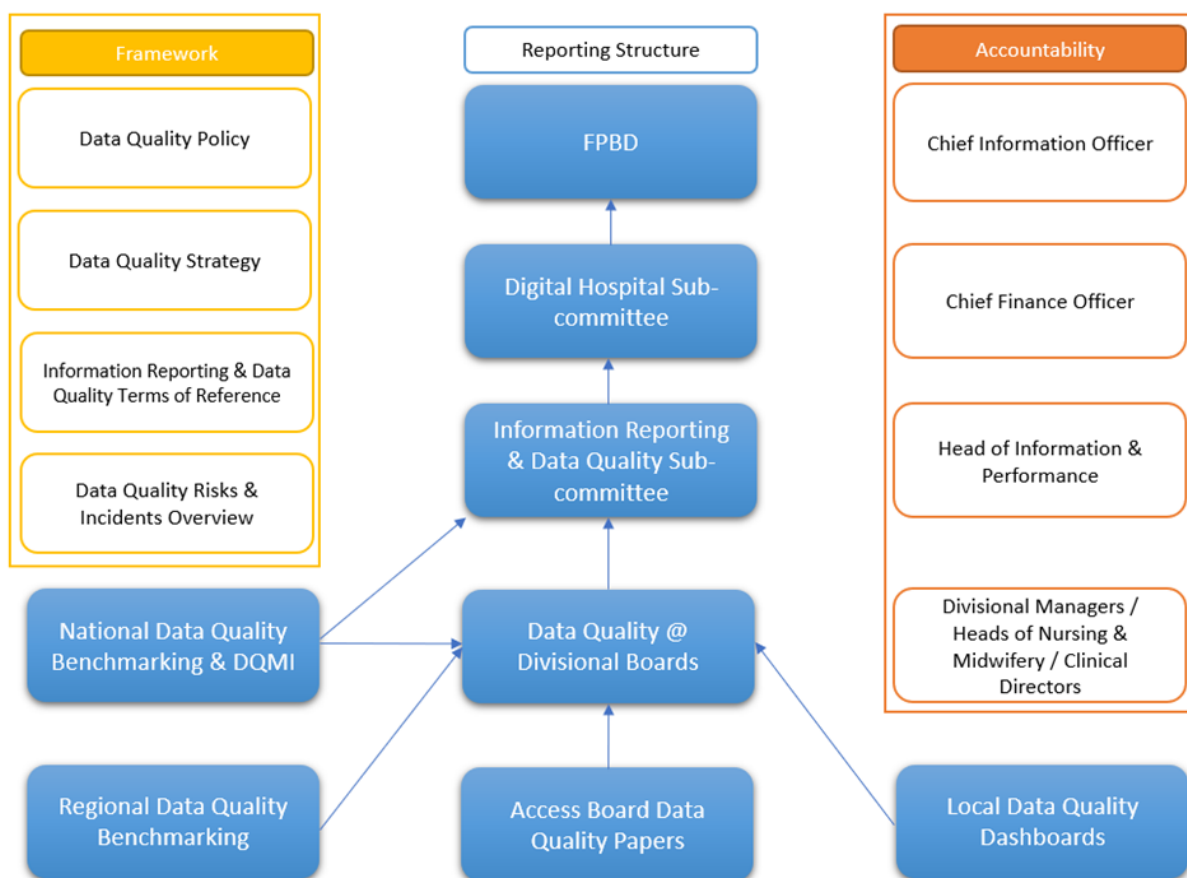 Framework
Data Quality Policy
Data Quality Strategy
Information Reporting & Data
Quality Terms of Reference
Data Quality Risks &
Incidents Overview
Reporting Structure
FPBD
Digital Hospital Sub-
committee
Information Reporting
& Data Quality Sub-
committee
Data Quality @
Divisional Boards
Accountability
Chief Information Officer
Chief Finance Officer
Head of Information &
Performance
Divisional Managers /
Heads of Nursing &
Midwifery / Clinical
Directors
National Data Quality
Benchmarking & DQMI
Regional Data Quality
Benchmarking
Access Board Data
Quality Papers
Local Data Quality
Dashboards